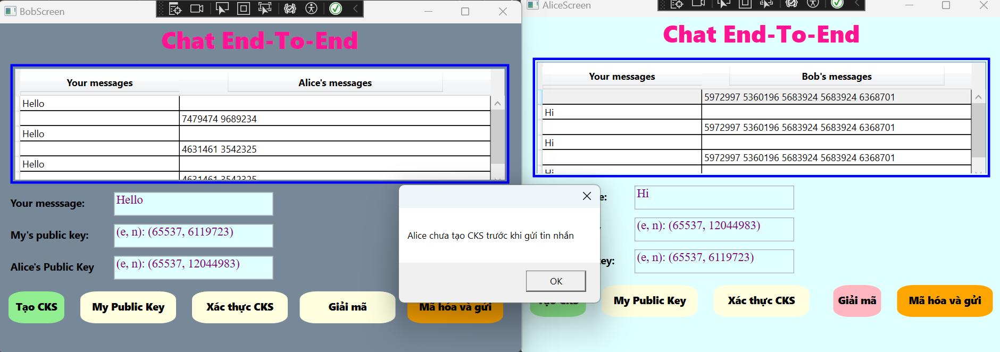 BobScreen
Chat End-To-End
Your messages Alice's messages
Hello
7479474 9689234
Hello
4631461 3542325
Hello
4631461 3542325
Your messsage: Hello
My's public key: (e, n): (65537, 6119723)
Alice's Public Key (e, n): (65537, 12044983)
Tạo CKS My Public Key Xác thực CKS Giải mã Mã hóa và gửi
Alice chưa tạo CKS trước khi gửi tin nhắn
OK
AliceScreen
Chat End-To-End
Your messages Bob's messages
5972997 5360196 5683924 5683924 6368701
Hi
5972997 5360196 5683924 5683924 6368701
Hi
5972997 5360196 5683924 5683924 6368701
Hi
e: Hi
(e, n): (65537, 12044983)
ey: (e, n): (65537, 6119723)
Tạo CKS My Public Key Xác thực CKS Giải mã Mã hóa và gửi